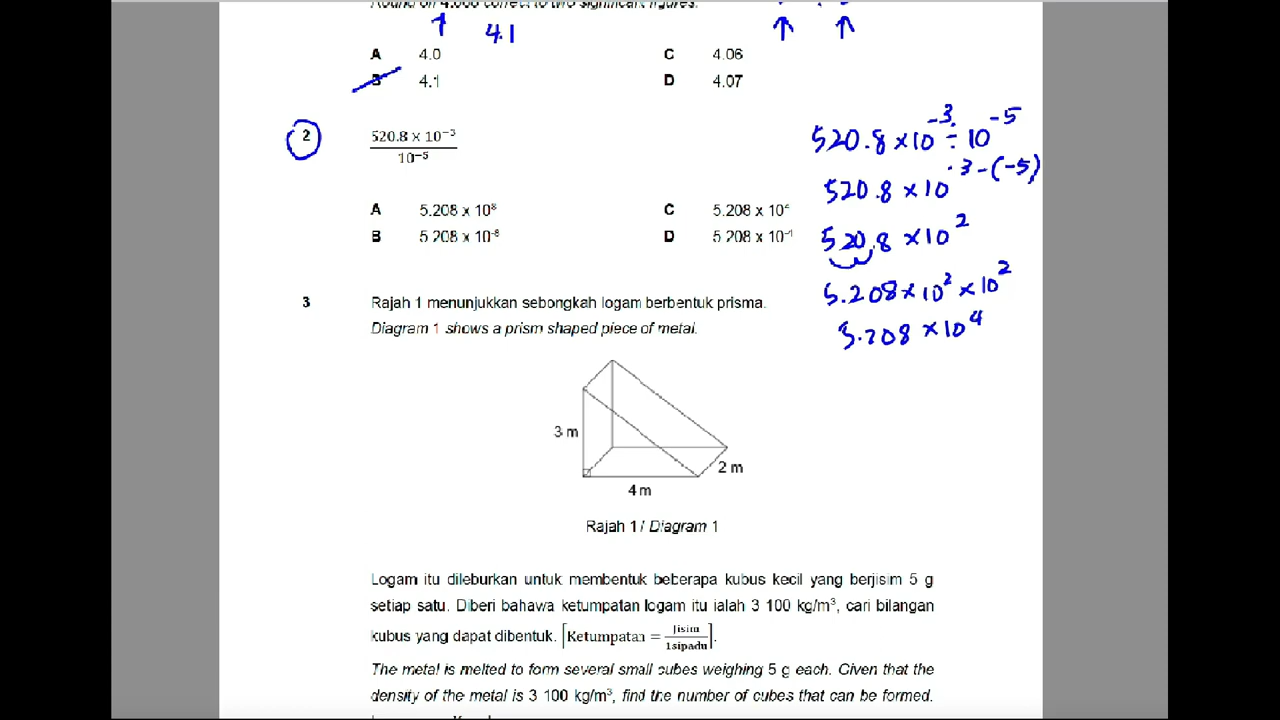 Round off 4.066 correct to two significant figures.
4.1
A 4.0 C 4.06
B 4.1 D 4.07
2 520.8 × 10⁻³
10⁻⁵
520.8 × 10⁻³ ÷ 10⁻⁵
520.8 × 10⁻³⁻⁽⁻⁵⁾
A 5.208 x 10⁸ C 5.208 x 10⁴
B 5.208 x 10⁻⁸ D 5.208 x 10⁻⁴
520.8 × 10²
5.208 × 10² × 10²
5.208 × 10⁴
3 Rajah 1 menunjukkan sebongkah logam berbentuk prisma.
Diagram 1 shows a prism shaped piece of metal.
3 m
2 m
4 m
Rajah 1 / Diagram 1
Logam itu dileburkan untuk membentuk beberapa kubus kecil yang berjisim 5 g
setiap satu. Diberi bahawa ketumpatan logam itu ialah 3 100 kg/m³, cari bilangan
kubus yang dapat dibentuk. [Ketumpatan = Jisim / Isipadu].
The metal is melted to form several small cubes weighing 5 g each. Given that the
density of the metal is 3 100 kg/m³, find the number of cubes that can be formed.